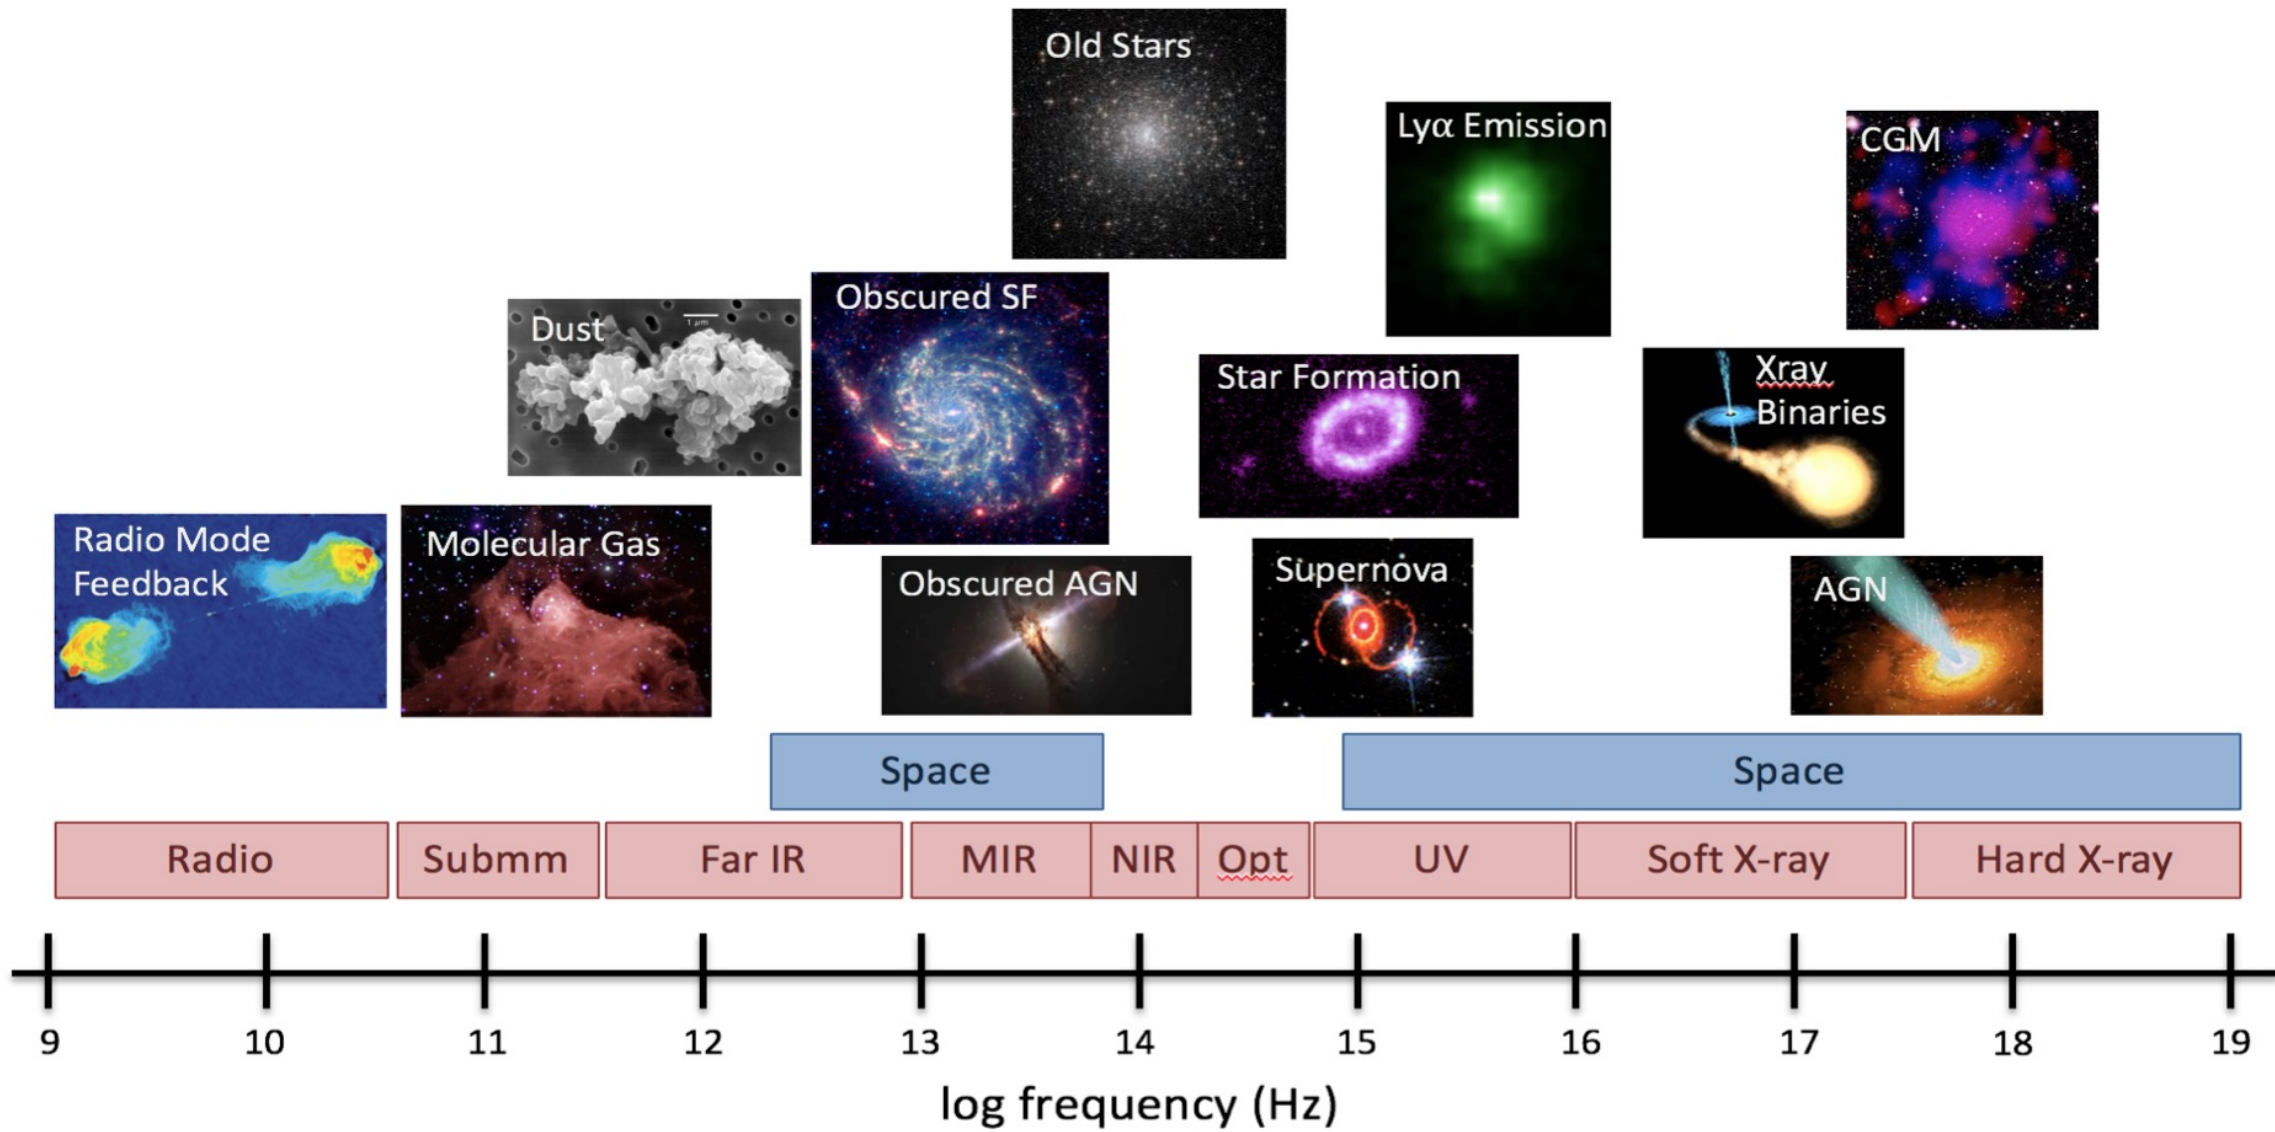 Old Stars
Lyα Emission
CGM
Obscured SF
Dust
1 µm
Star Formation
Xray
Binaries
Radio Mode
Feedback
Molecular Gas
Obscured AGN
Supernova
AGN
Space
Space
Radio
Submm
Far IR
MIR
NIR
Opt
UV
Soft X-ray
Hard X-ray
9 10 11 12 13 14 15 16 17 18 19
log frequency (Hz)